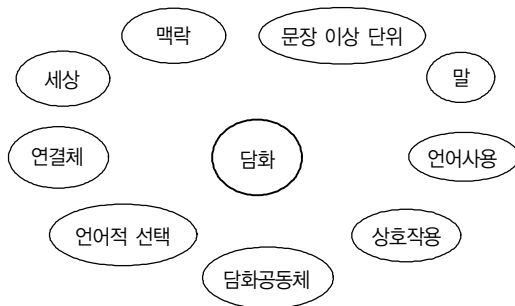 맥락
문장 이상 단위
세상
말
연결체
담화
언어사용
언어적 선택
상호작용
담화공동체